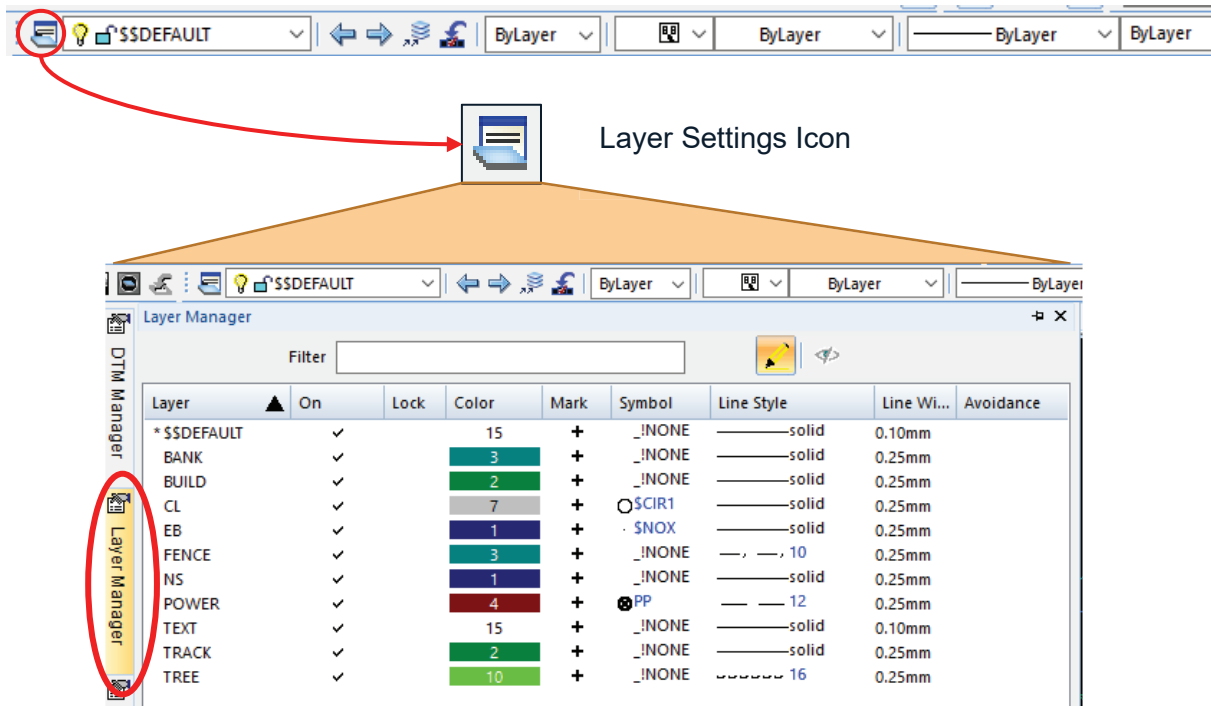 $$DEFAULT ByLayer ByLayer ByLayer ByLayer
Layer Settings Icon
$$DEFAULT ByLayer ByLayer ByLayer
Layer Manager
DTM Manager
Layer Manager
Filter
Layer On Lock Color Mark Symbol Line Style Line Wi... Avoidance
* $$DEFAULT 15 _!NONE solid 0.10mm
BANK 3 _!NONE solid 0.25mm
BUILD 2 _!NONE solid 0.25mm
CL 7 $CIR1 solid 0.25mm
EB 1 $NOX solid 0.25mm
FENCE 3 _!NONE 10 0.25mm
NS 1 _!NONE solid 0.25mm
POWER 4 PP 12 0.25mm
TEXT 15 _!NONE solid 0.10mm
TRACK 2 _!NONE solid 0.25mm
TREE 10 _!NONE 16 0.25mm